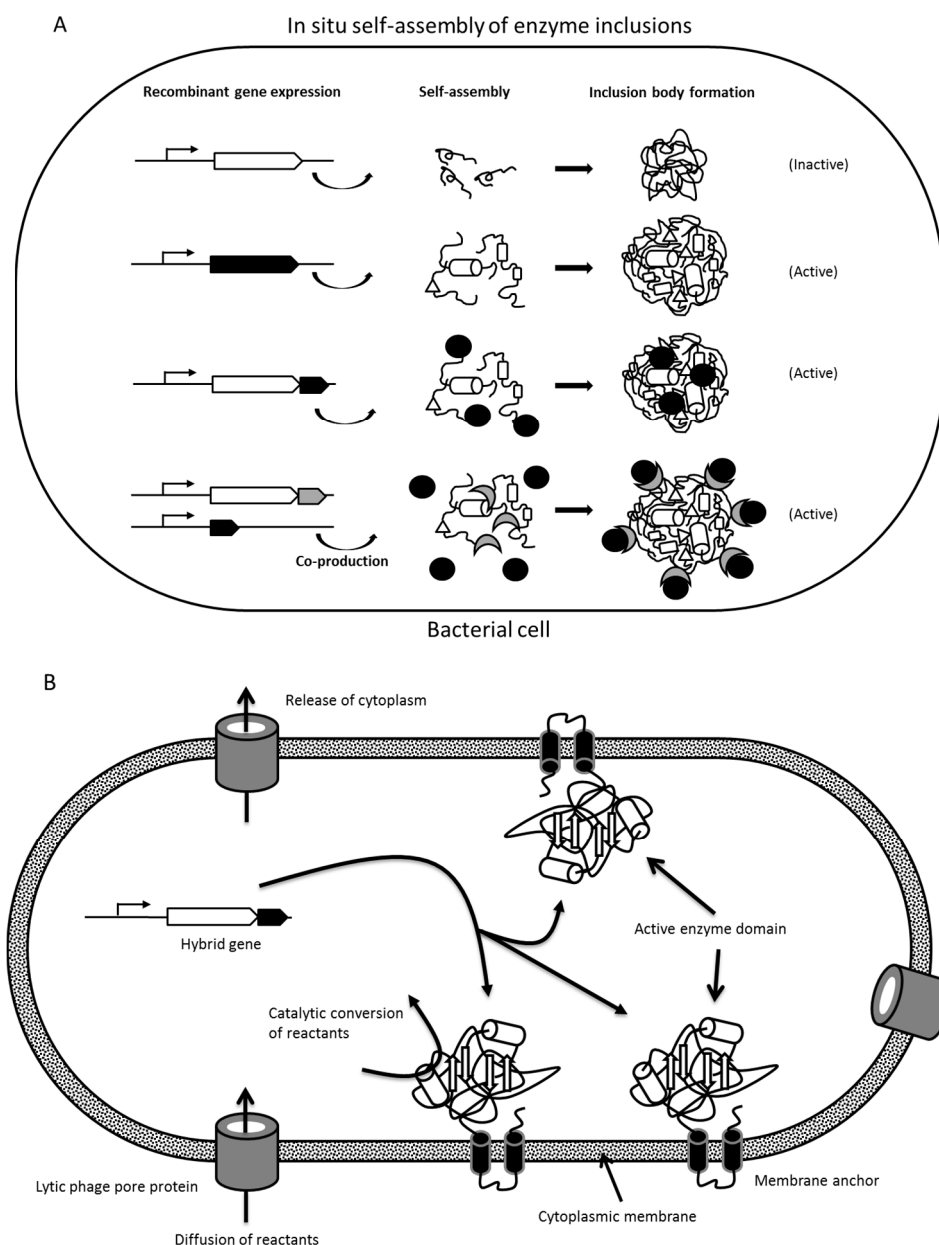 A
In situ self-assembly of enzyme inclusions
Recombinant gene expression
Self-assembly
Inclusion body formation
(Inactive)
(Active)
(Active)
(Active)
Co-production
Bacterial cell
B
Release of cytoplasm
Hybrid gene
Active enzyme domain
Catalytic conversion
of reactants
Lytic phage pore protein
Membrane anchor
Cytoplasmic membrane
Diffusion of reactants